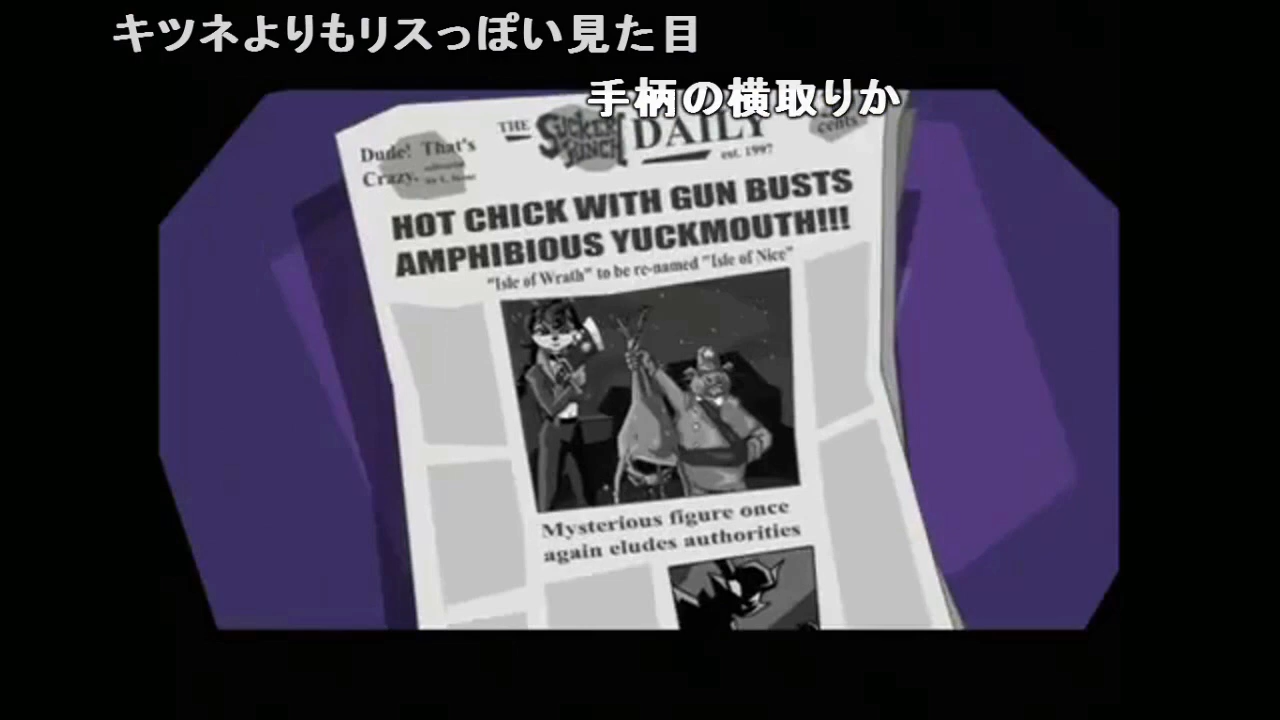 キツネよりもリスっぽい見た目
手柄の横取りか
THE SUCKER PUNCH DAILY
est. 1997
cents
Dude! That's
Crazy.
HOT CHICK WITH GUN BUSTS
AMPHIBIOUS YUCKMOUTH!!!
"Isle of Wrath" to be re-named "Isle of Nice"
Mysterious figure once
again eludes authorities